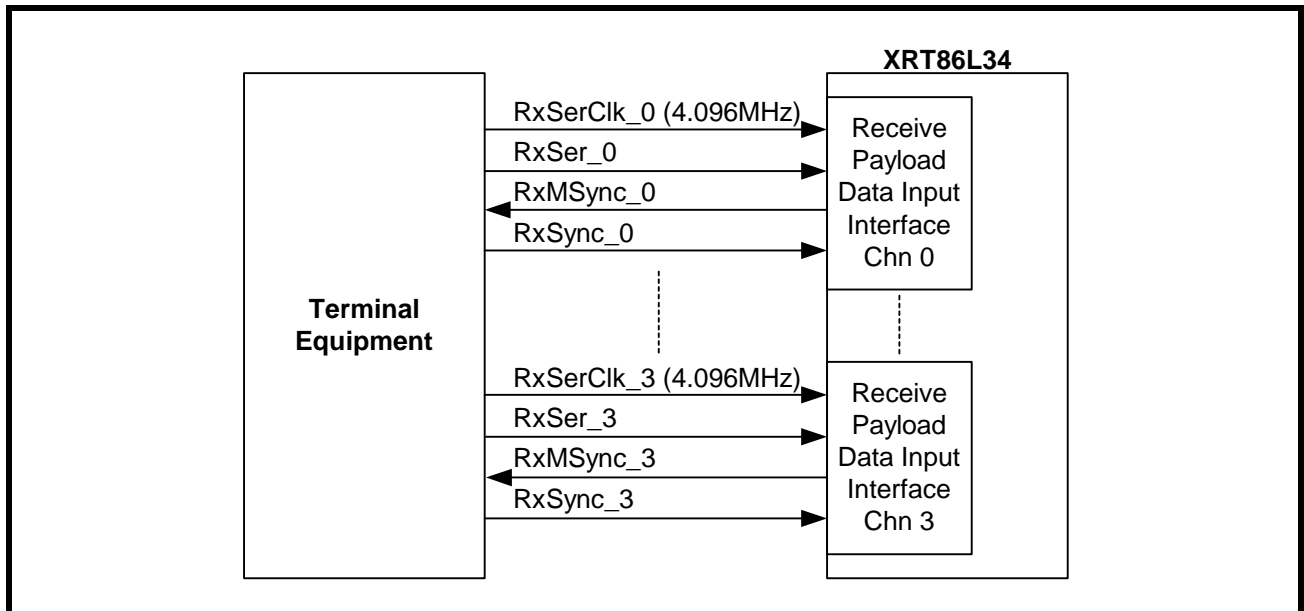 XRT86L34
RxSerClk_0 (4.096MHz)
RxSer_0
RxMSync_0
RxSync_0
Receive
Payload
Data Input
Interface
Chn 0
Terminal
Equipment
RxSerClk_3 (4.096MHz)
RxSer_3
RxMSync_3
RxSync_3
Receive
Payload
Data Input
Interface
Chn 3